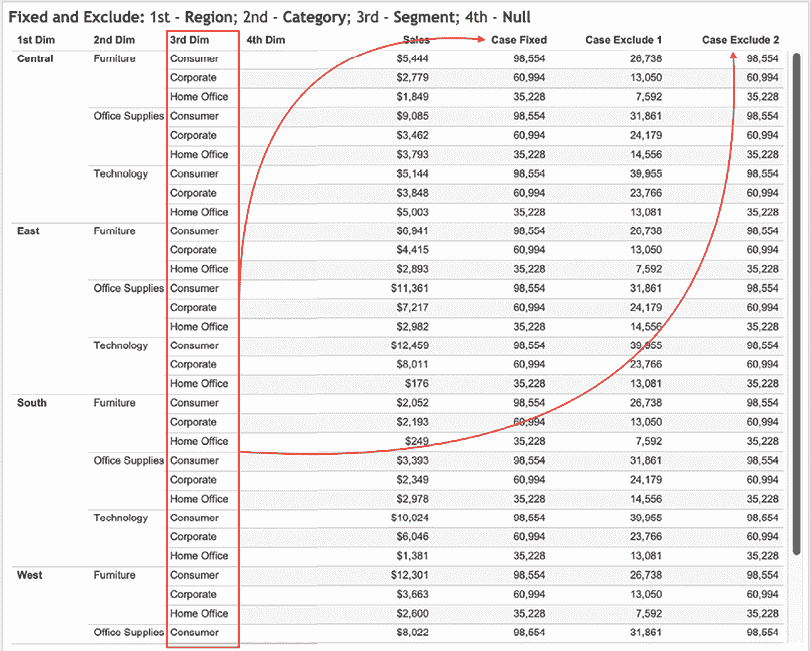 Fixed and Exclude: 1st - Region; 2nd - Category; 3rd - Segment; 4th - Null
1st Dim 2nd Dim 3rd Dim 4th Dim Sales Case Fixed Case Exclude 1 Case Exclude 2
Central Furniture Consumer $5,444 98,554 26,738 98,554
Corporate $2,779 60,994 13,050 60,994
Home Office $1,849 35,228 7,592 35,228
Office Supplies Consumer $9,085 98,554 31,861 98,554
Corporate $3,462 60,994 24,179 60,994
Home Office $3,793 35,228 14,556 35,228
Technology Consumer $5,144 98,554 39,955 98,554
Corporate $3,848 60,994 23,766 60,994
Home Office $5,003 35,228 13,081 35,228
East Furniture Consumer $6,941 98,554 26,738 98,554
Corporate $4,415 60,994 13,050 60,994
Home Office $2,893 35,228 7,592 35,228
Office Supplies Consumer $11,361 98,554 31,861 98,554
Corporate $7,217 60,994 24,179 60,994
Home Office $2,982 35,228 14,556 35,228
Technology Consumer $12,459 98,554 39,955 98,554
Corporate $8,011 60,994 23,766 60,994
Home Office $176 35,228 13,081 35,228
South Furniture Consumer $2,052 98,554 26,738 98,554
Corporate $2,193 60,994 13,050 60,994
Home Office $249 35,228 7,592 35,228
Office Supplies Consumer $3,393 98,554 31,861 98,554
Corporate $2,349 60,994 24,179 60,994
Home Office $2,978 35,228 14,556 35,228
Technology Consumer $10,024 98,554 39,955 98,554
Corporate $6,046 60,994 23,766 60,994
Home Office $1,381 35,228 13,081 35,228
West Furniture Consumer $12,301 98,554 26,738 98,554
Corporate $3,663 60,994 13,050 60,994
Home Office $2,600 35,228 7,592 35,228
Office Supplies Consumer $8,022 98,554 31,861 98,554